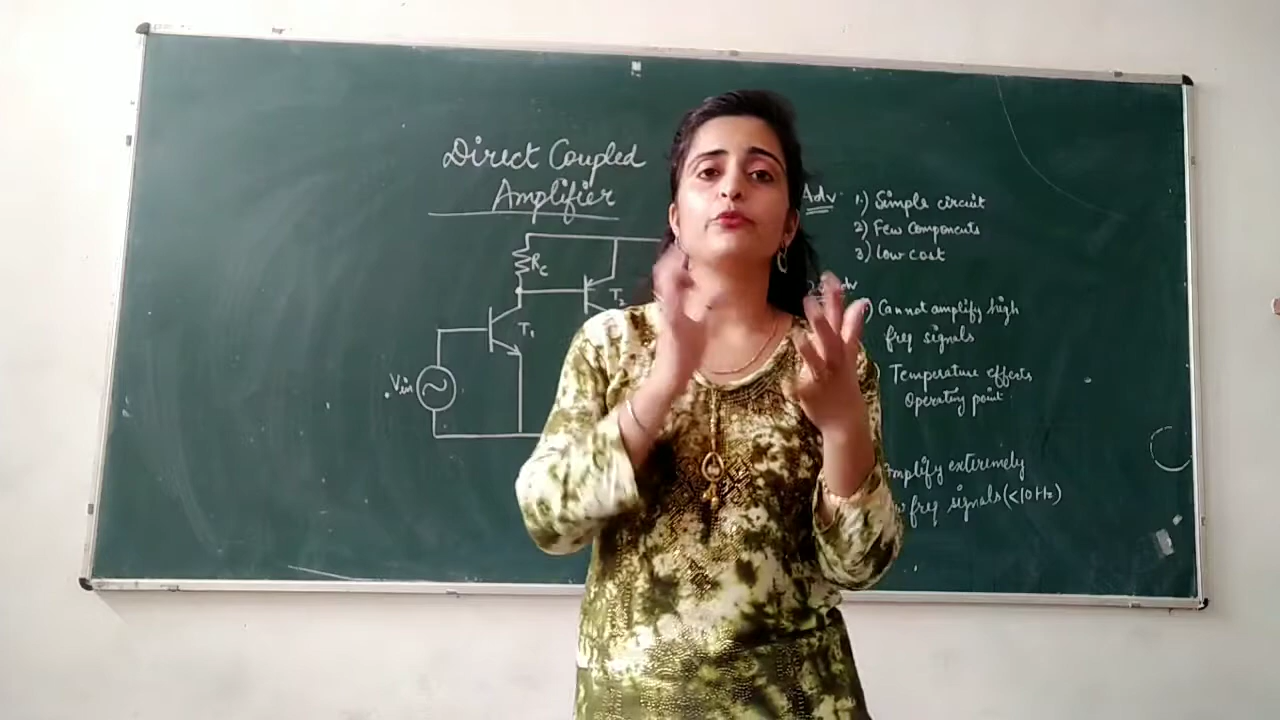 Direct Coupled
Amplifier
Rc
T1
T2
Vin
Adv
1.) Simple circuit
2) Few Components
3) low cost
Cannot amplify high
freq signals
Temperature effects
Operating point
Amplify exteremely
freq signals (<10Hz)